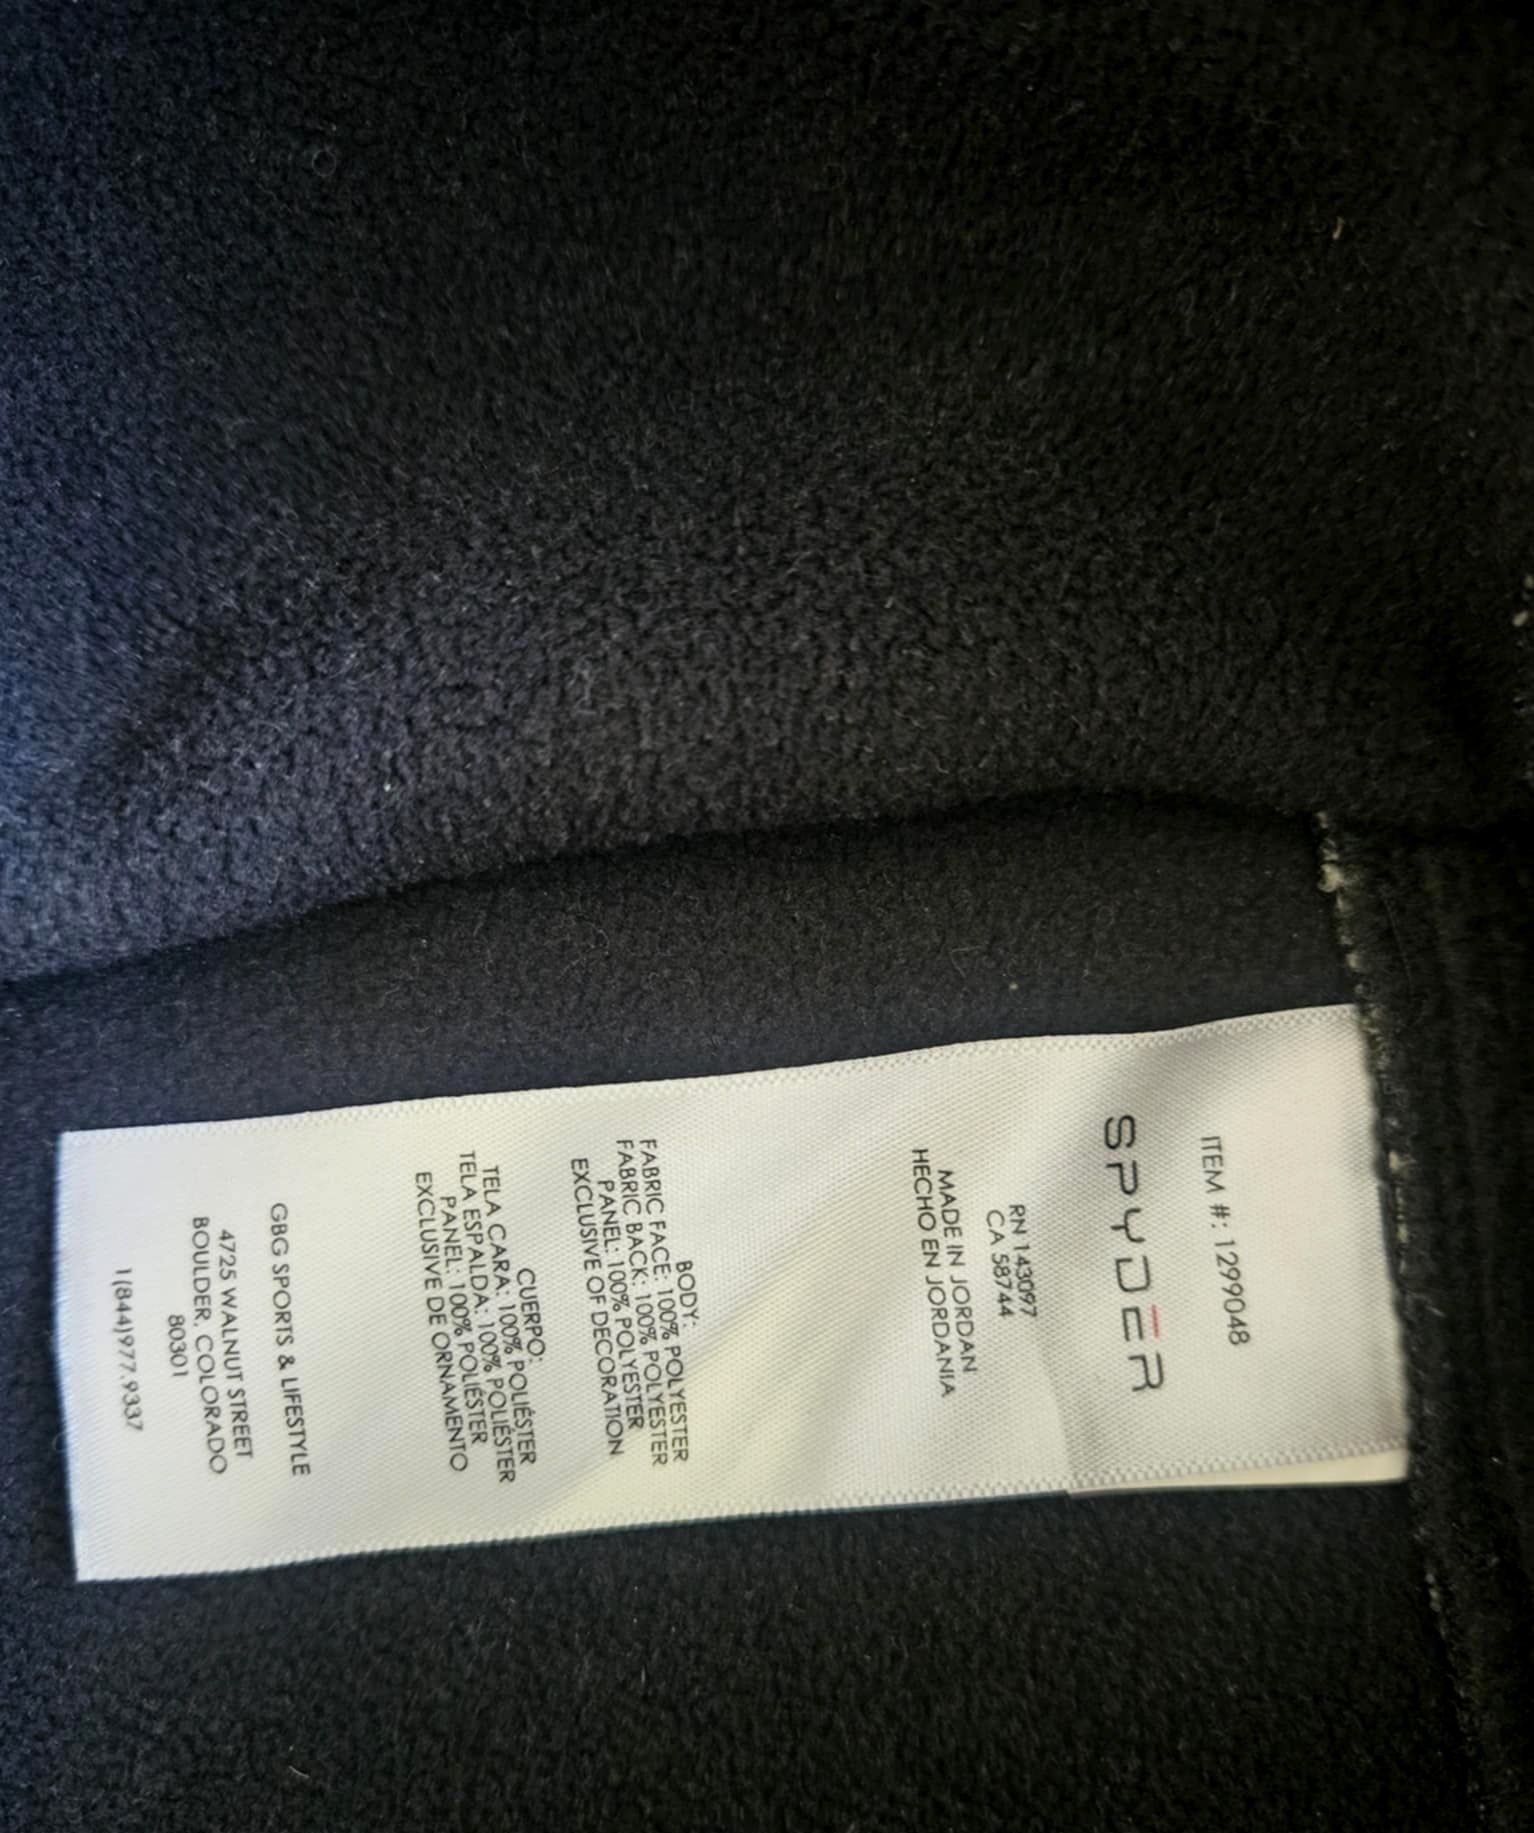 ITEM #: 1299048
SPYDER
RN 143097
CA 58744
MADE IN JORDAN
HECHO EN JORDANIA
BODY:
FABRIC FACE: 100% POLYESTER
FABRIC BACK: 100% POLYESTER
PANEL: 100% POLYESTER
EXCLUSIVE OF DECORATION
CUERPO:
TELA CARA: 100% POLIÉSTER
TELA ESPALDA: 100% POLIÉSTER
PANEL: 100% POLIÉSTER
EXCLUSIVE DE ORNAMENTO
GBG SPORTS & LIFESTYLE
4725 WALNUT STREET
BOULDER, COLORADO
80301
1(844)977.9337